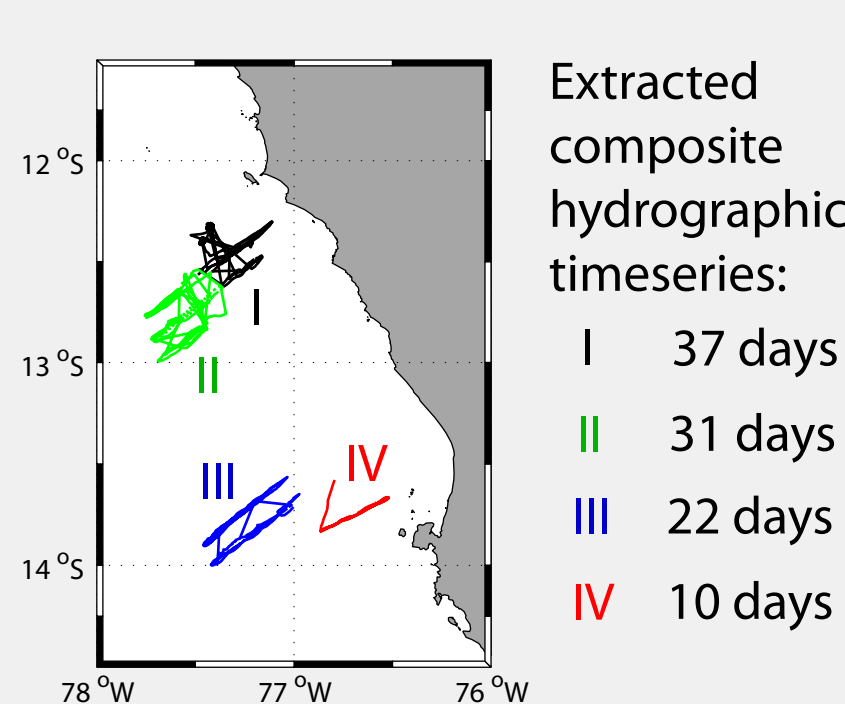 Extracted
composite
hydrographic
timeseries:
I 37 days
II 31 days
III 22 days
IV 10 days
12 °S
13 °S
14 °S
78 °W 77 °W 76 °W
I
II
III
IV